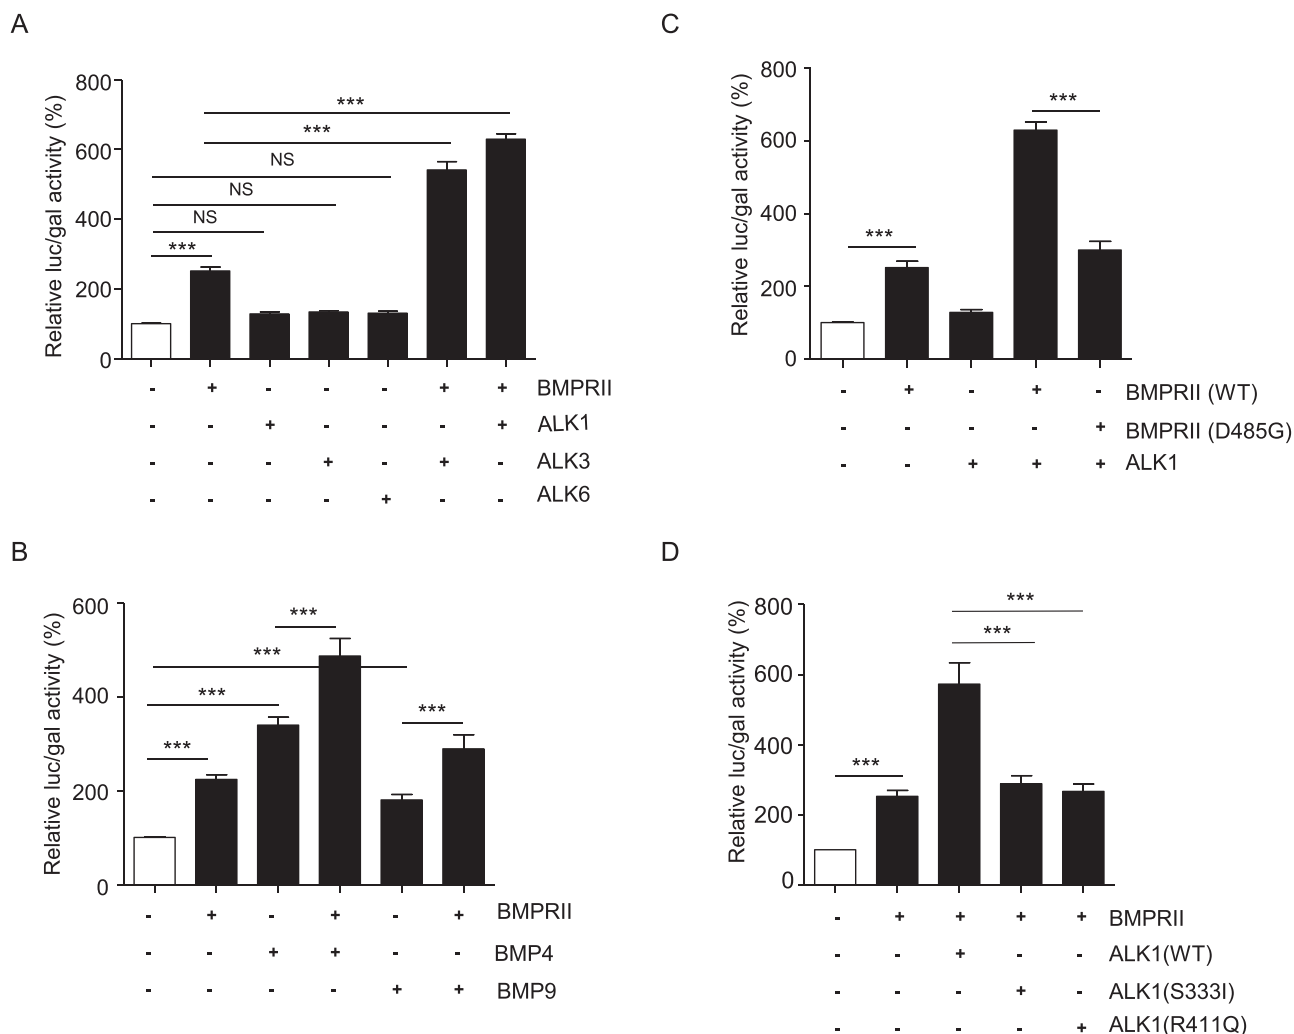 A
Relative luc/gal activity (%)
800
600
400
200
0
***
***
NS
NS
NS
***
- + - - - + + BMPRII
- - + - - - + ALK1
- - - + - + - ALK3
- - - - + - - ALK6
B
Relative luc/gal activity (%)
600
400
200
0
***
***
***
***
***
- + - + - + BMPRII
- - + + - - BMP4
- - - - + + BMP9
C
Relative luc/gal activity (%)
800
600
400
200
0
***
***
- + - + - BMPRII (WT)
- - - - + BMPRII (D485G)
- - + + + ALK1
D
Relative luc/gal activity (%)
800
600
400
200
0
***
***
***
- + + + + BMPRII
- - + - - ALK1(WT)
- - - + - ALK1(S333I)
- - - - + ALK1(R411Q)